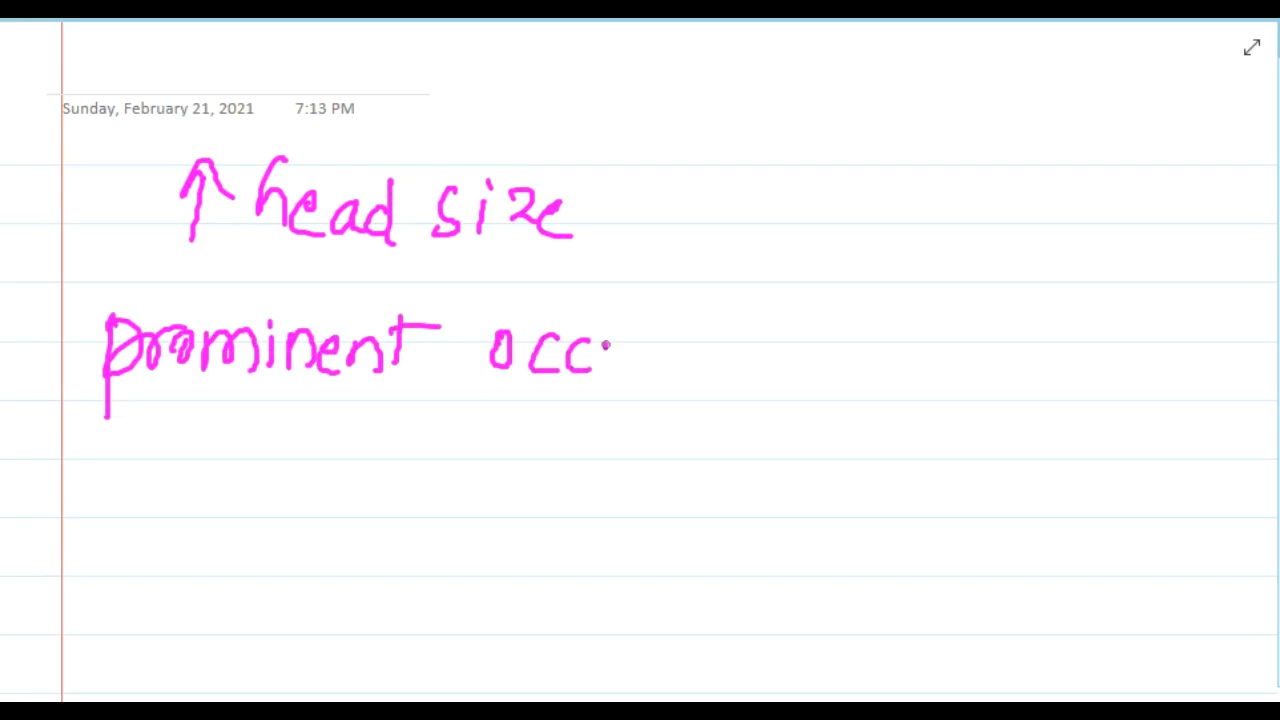 Sunday, February 21, 2021 7:13 PM
↑ head size
prominent occ